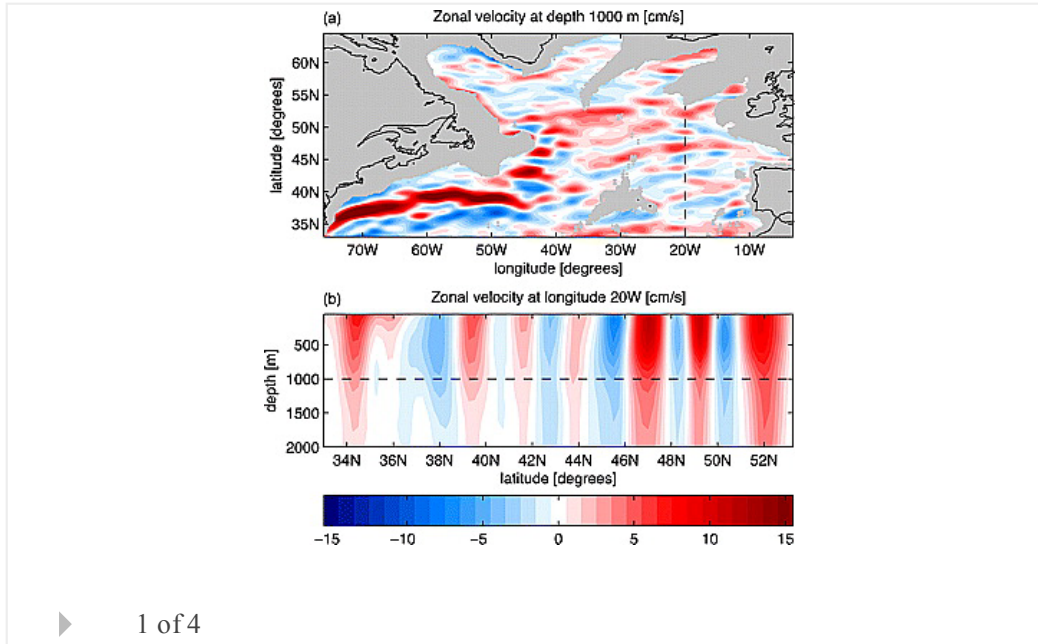 (a) Zonal velocity at depth 1000 m [cm/s]
latitude [degrees]
60N
55N
50N
45N
40N
35N
70W 60W 50W 40W 30W 20W 10W
longitude [degrees]
(b) Zonal velocity at longitude 20W [cm/s]
depth [m]
500
1000
1500
2000
34N 36N 38N 40N 42N 44N 46N 48N 50N 52N
latitude [degrees]
−15 −10 −5 0 5 10 15
1 of 4